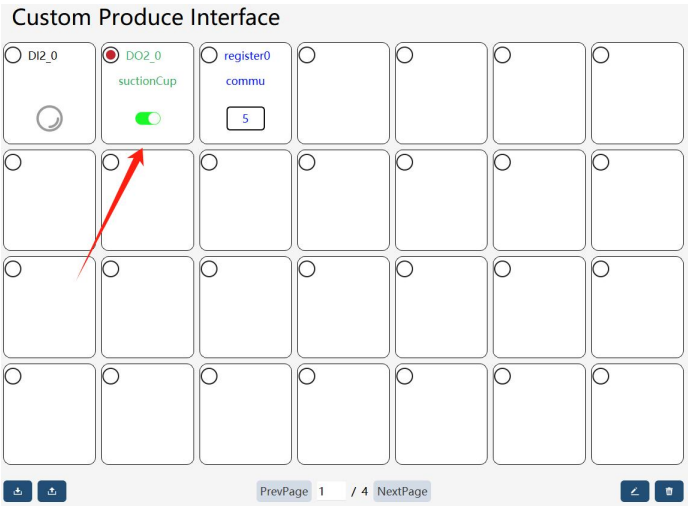 Custom Produce Interface
DI2_0
DO2_0
suctionCup
register0
commu
5
PrevPage 1 / 4 NextPage